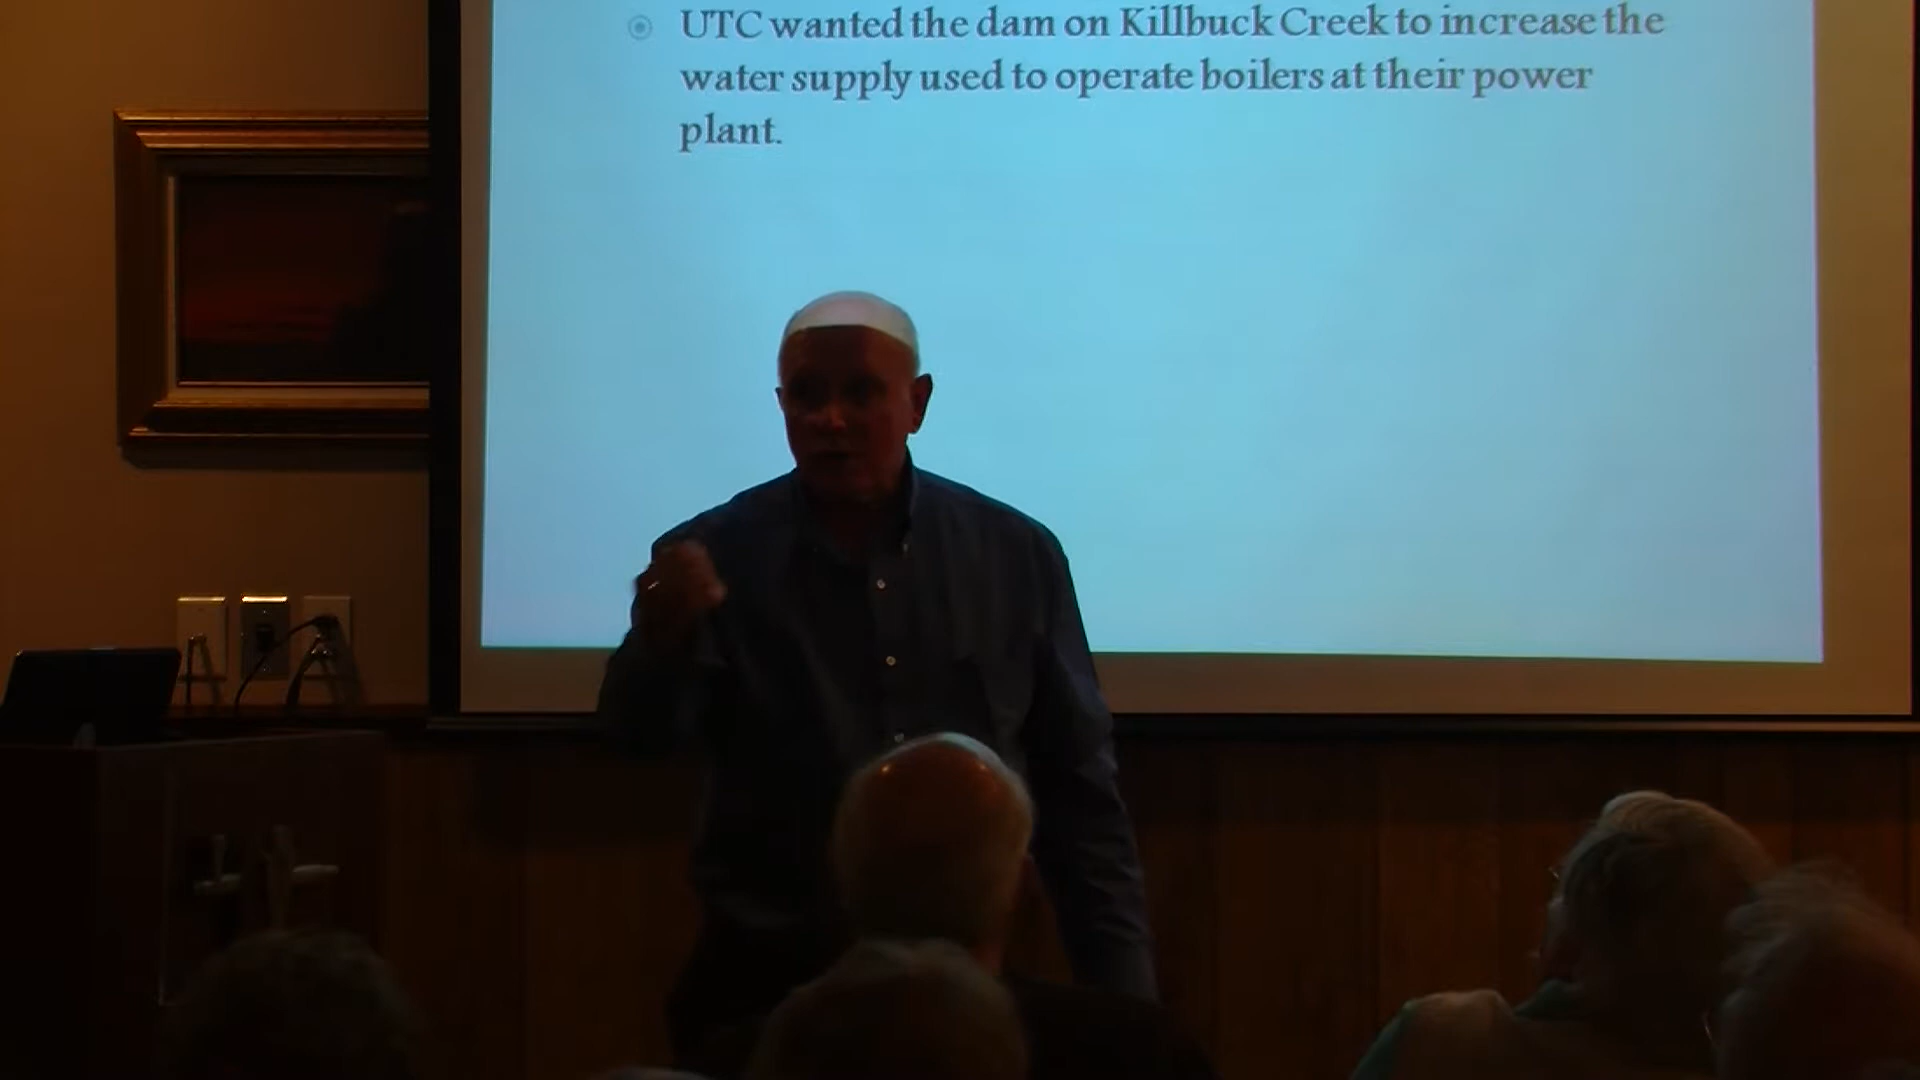 UTC wanted the dam on Killbuck Creek to increase the
water supply used to operate boilers at their power
plant.